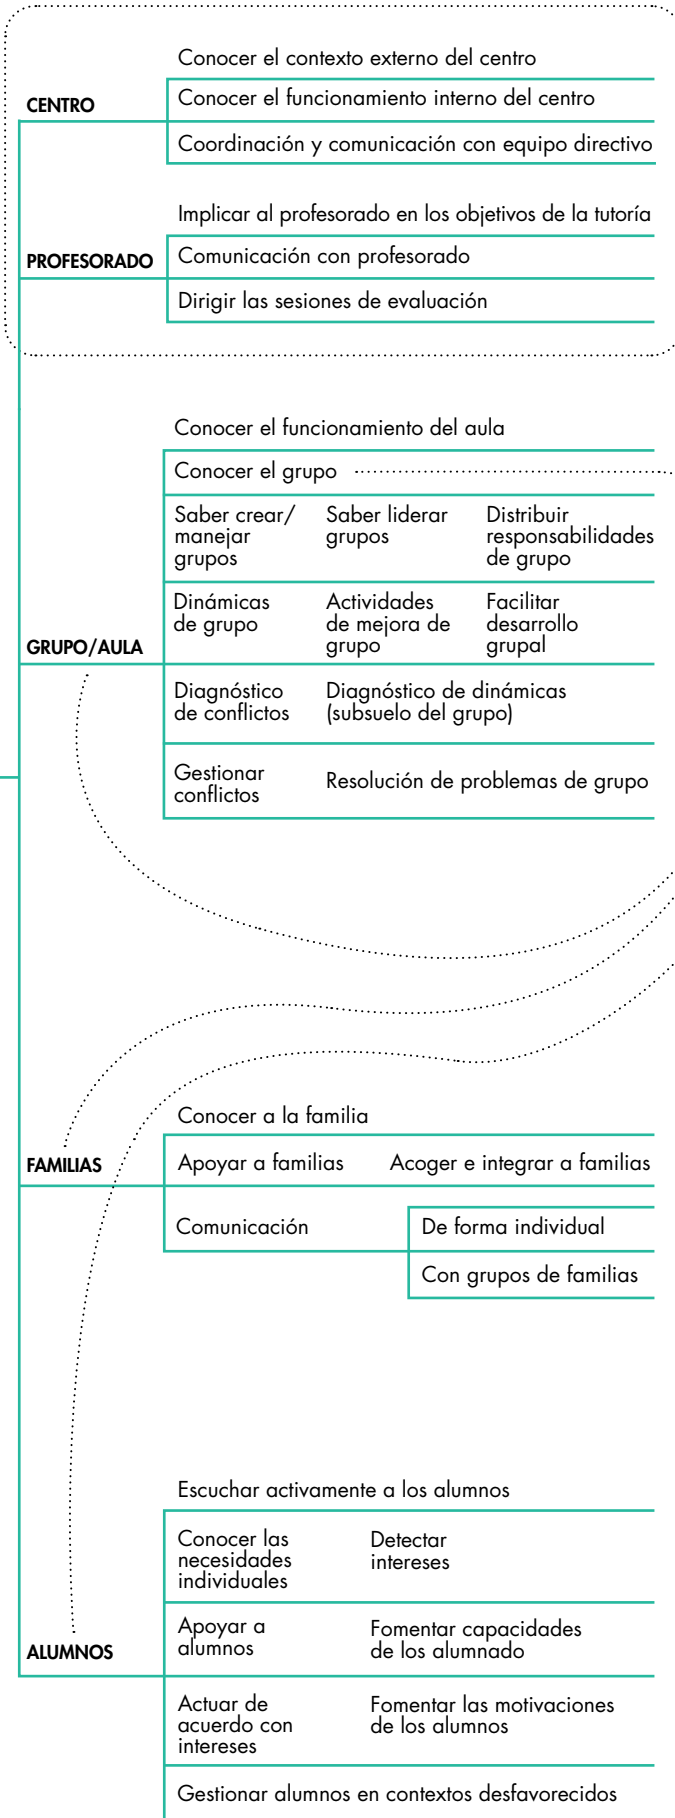 Conocer el contexto externo del centro
CENTRO
Conocer el funcionamiento interno del centro
Coordinación y comunicación con equipo directivo
Implicar al profesorado en los objetivos de la tutoría
PROFESORADO
Comunicación con profesorado
Dirigir las sesiones de evaluación
Conocer el funcionamiento del aula
Conocer el grupo
Saber crear/
manejar
grupos
Saber liderar
grupos
Distribuir
responsabilidades
de grupo
Dinámicas
de grupo
Actividades
de mejora de
grupo
Facilitar
desarrollo
grupal
GRUPO/AULA
Diagnóstico
de conflictos
Diagnóstico de dinámicas
(subsuelo del grupo)
Gestionar
conflictos
Resolución de problemas de grupo
Conocer a la familia
FAMILIAS
Apoyar a familias
Acoger e integrar a familias
Comunicación
De forma individual
Con grupos de familias
Escuchar activamente a los alumnos
Conocer las
necesidades
individuales
Detectar
intereses
Apoyar a
alumnos
Fomentar capacidades
de los alumnado
ALUMNOS
Actuar de
acuerdo con
intereses
Fomentar las motivaciones
de los alumnos
Gestionar alumnos en contextos desfavorecidos